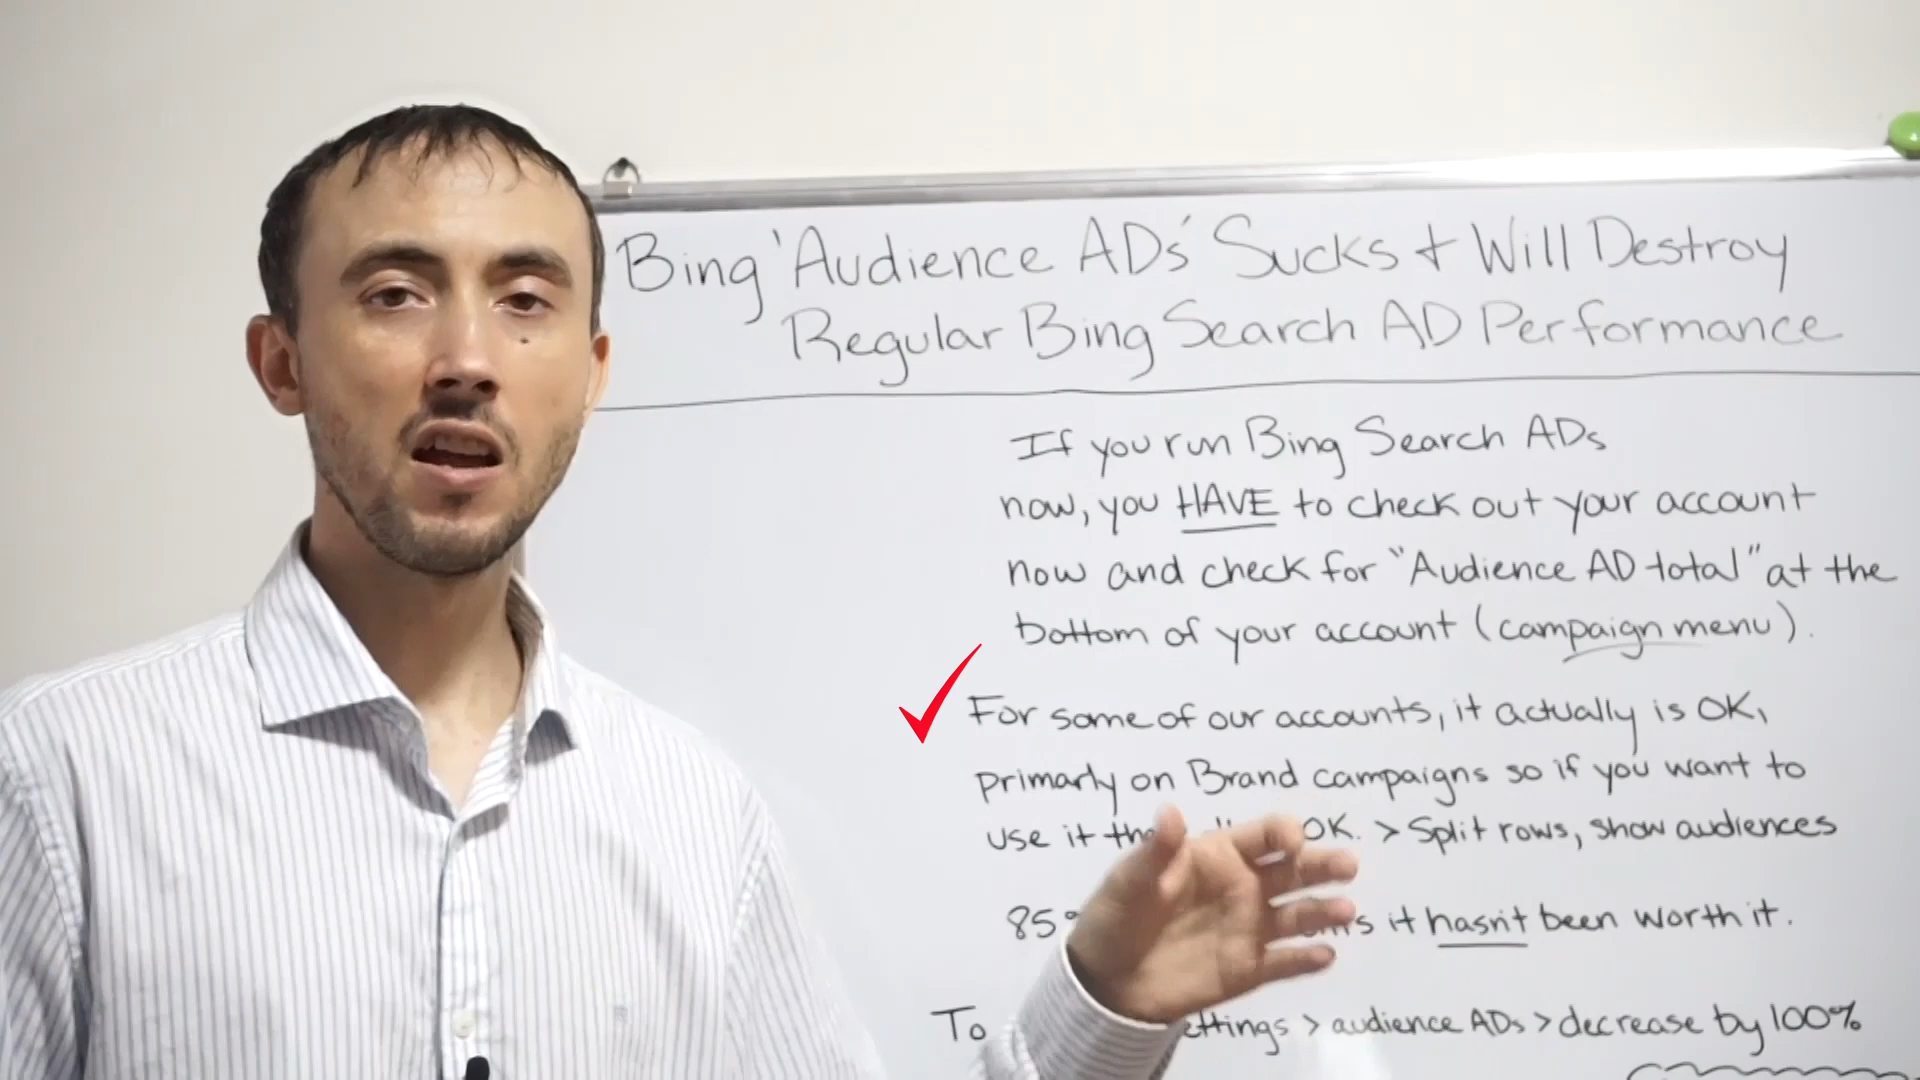 Bing 'Audience ADs' Sucks + Will Destroy
Regular Bing Search AD Performance
If you run Bing Search ADs
now, you HAVE to check out your account
now and check for "Audience AD total" at the
bottom of your account (campaign menu).
For some of our accounts, it actually is OK,
primarly on Brand campaigns so if you want to
use it OK. > Split rows, show audiences
85% it hasn't been worth it.
To > audience ADs > decrease by 100%